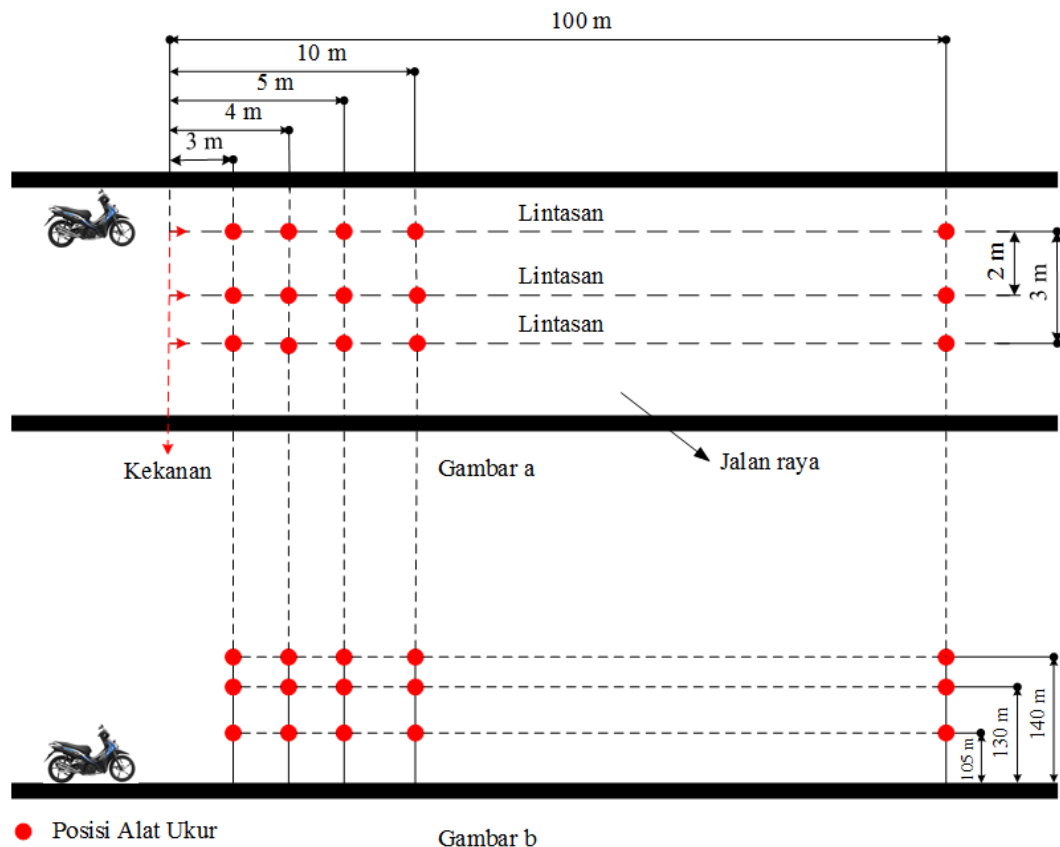 100 m
10 m
5 m
4 m
3 m
Lintasan
Lintasan
Lintasan
2 m
3 m
Kekanan
Gambar a
Jalan raya
105 m
130 m
140 m
Posisi Alat Ukur
Gambar b